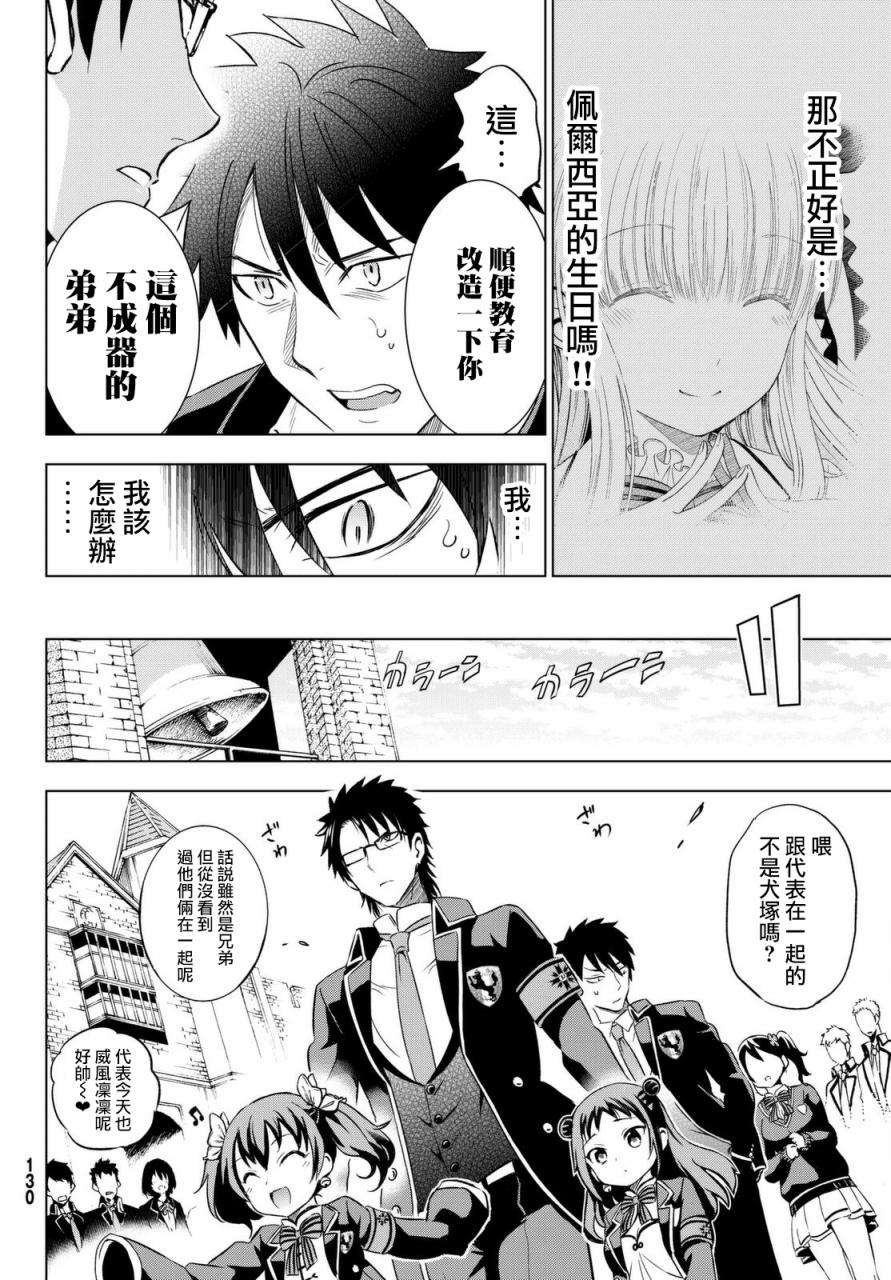 那不正好是…
佩爾西亞的生日嗎!!
這…
順便教育
改造一下你
這個
不成器的
弟弟
我…
我該
怎麼辦
……
カラーン
カラーン
喂
跟代表在一起的
不是犬塚嗎？
ざわ
ざわ
話說雖然是兄弟
但從沒看到
過他們倆在一起呢
代表今天也
威風凜凜呢
好帥～❤
130